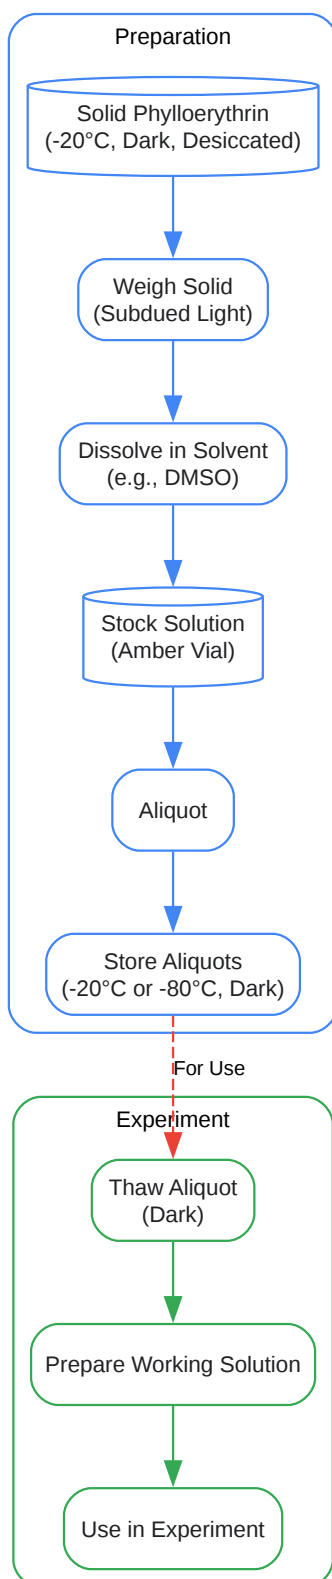 Preparation
Solid Phylloerythrin
(-20°C, Dark, Desiccated)
Weigh Solid
(Subdued Light)
Dissolve in Solvent
(e.g., DMSO)
Stock Solution
(Amber Vial)
Aliquot
Store Aliquots
(-20°C or -80°C, Dark)
For Use
Experiment
Thaw Aliquot
(Dark)
Prepare Working Solution
Use in Experiment